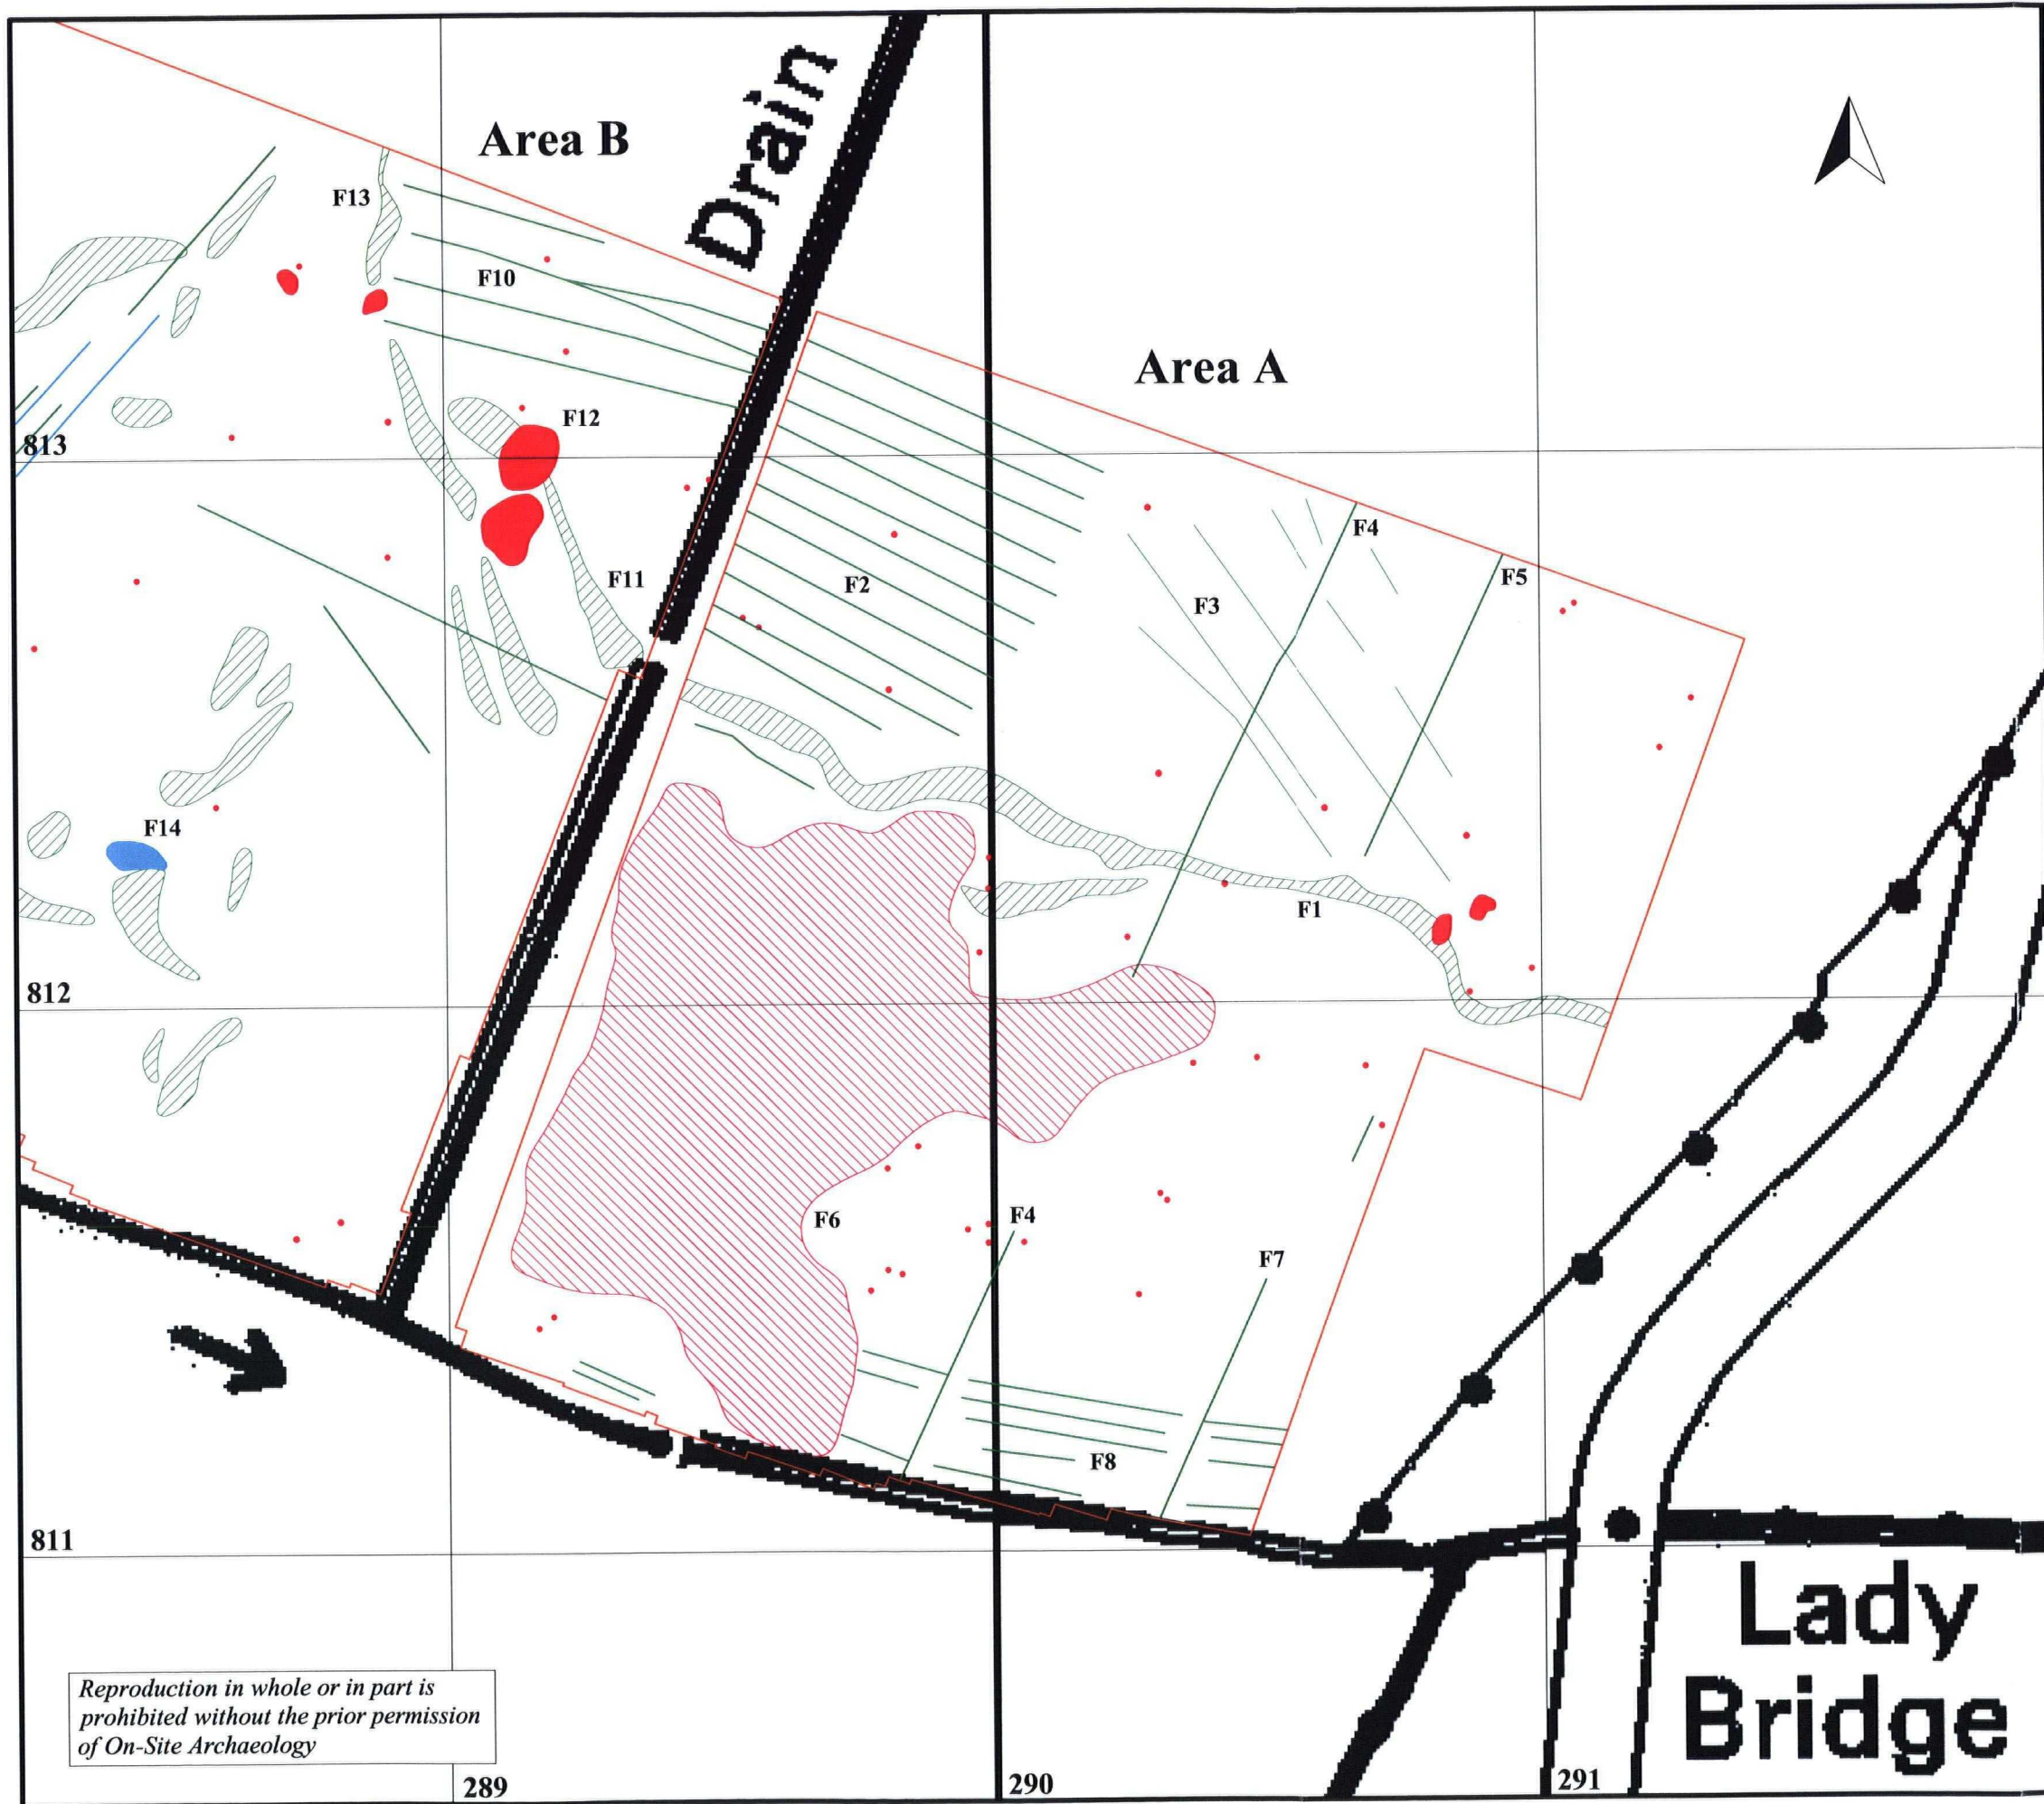 Drain
Area B
F13
F10
Area A
F12
813
F4
F5
F2
F3
F11
F14
F1
812
F6
F4
F7
F8
811
Lady
Bridge
Reproduction in whole or in part is
prohibited without the prior permission
of On-Site Archaeology
289
290
291